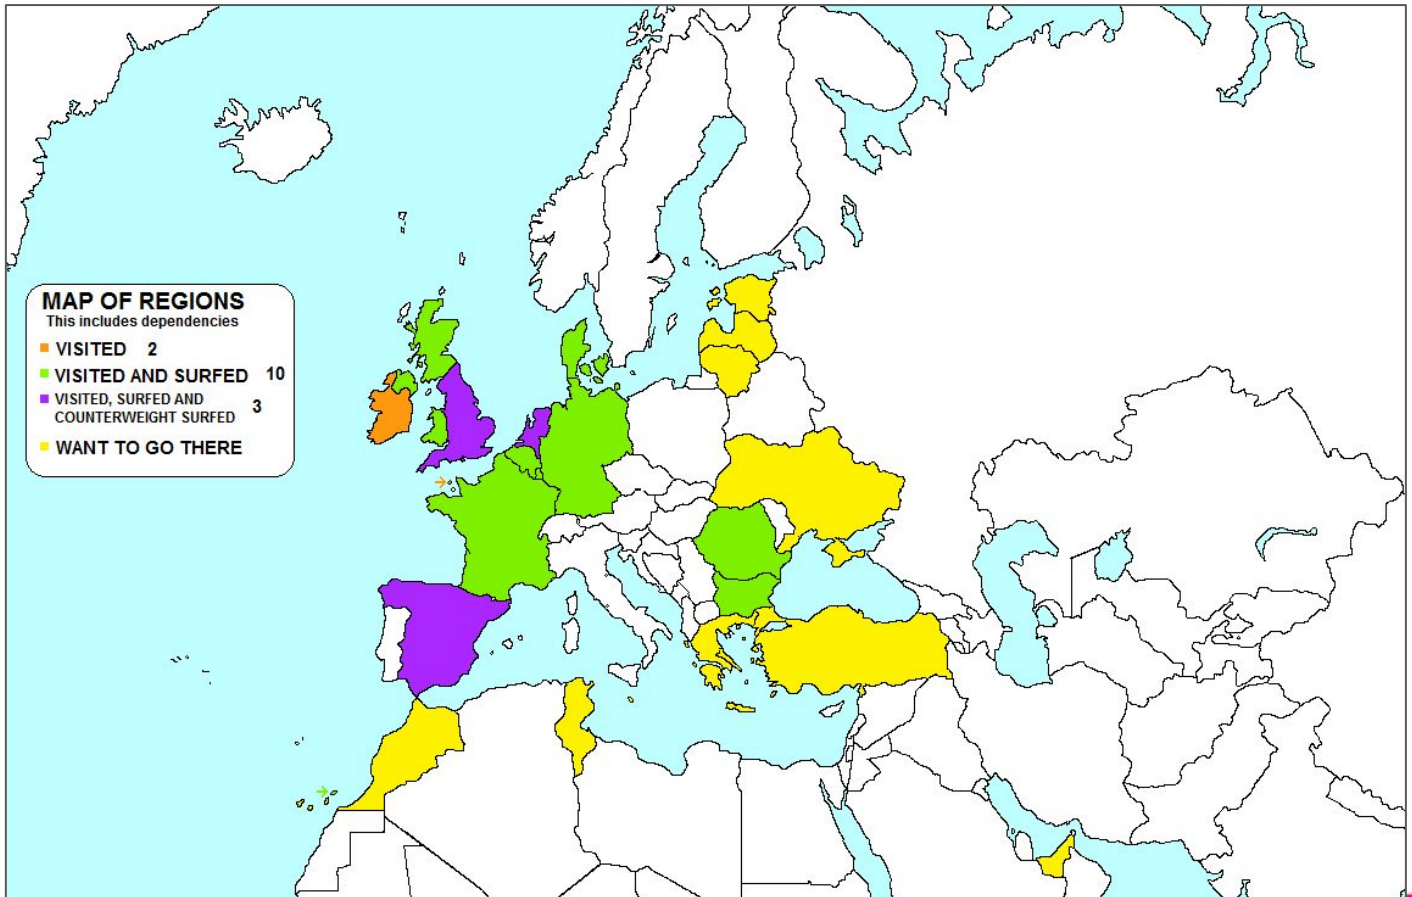 MAP OF REGIONS
This includes dependencies
VISITED 2
VISITED AND SURFED 10
VISITED, SURFED AND
COUNTERWEIGHT SURFED 3
WANT TO GO THERE